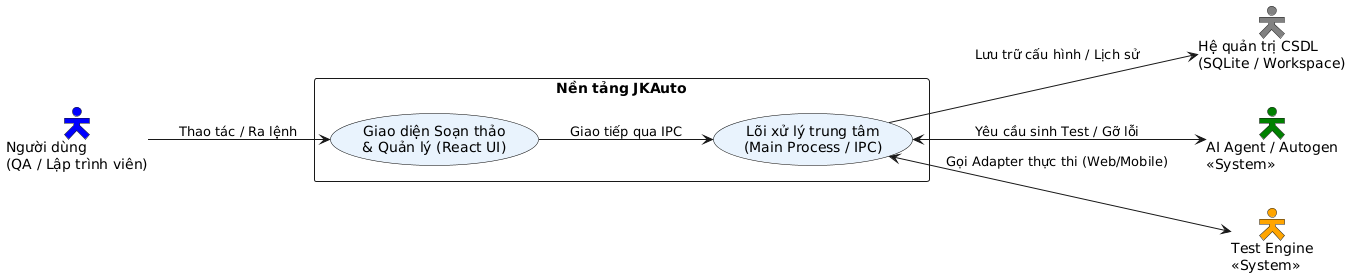 Nền tảng JKAuto
Người dùng
(QA / Lập trình viên)
Thao tác / Ra lệnh
Giao diện Soạn thảo
& Quản lý (React UI)
Giao tiếp qua IPC
Lõi xử lý trung tâm
(Main Process / IPC)
Lưu trữ cấu hình / Lịch sử
Hệ quản trị CSDL
(SQLite / Workspace)
Yêu cầu sinh Test / Gỡ lỗi
AI Agent / Autogen
«System»
Gọi Adapter thực thi (Web/Mobile)
Test Engine
«System»